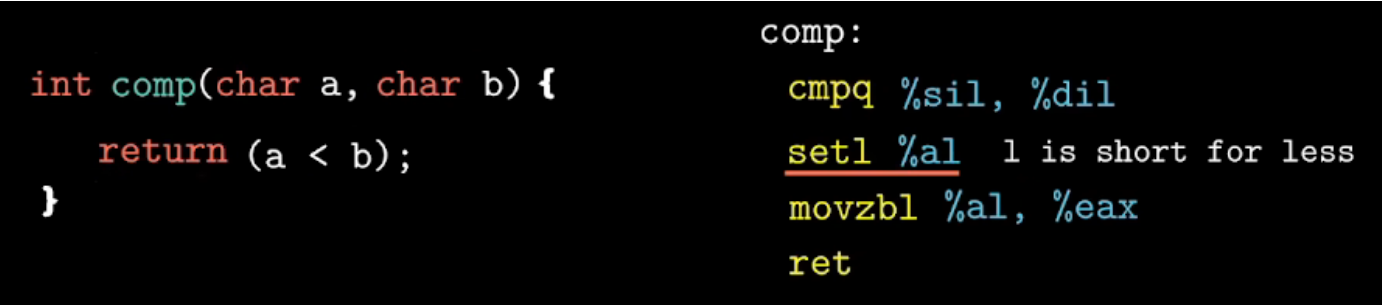 int comp(char a, char b) {
return (a < b);
}
comp:
cmpq %sil, %dil
setl %al l is short for less
movzbl %al, %eax
ret